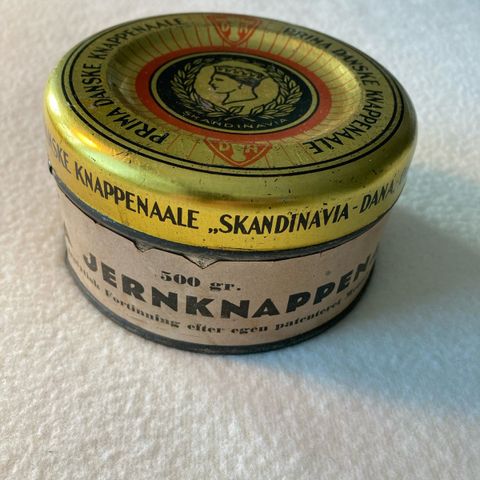 PRIMA DANSKE KNAPPENAALE
PRIMA DANSKE KNAPPENAALE
SKANDINAVIA
DANSKE KNAPPENAALE „SKANDINAVIA-DANA
500 gr.
JERNKNAPPEN
Fortinning efter egen patenteret